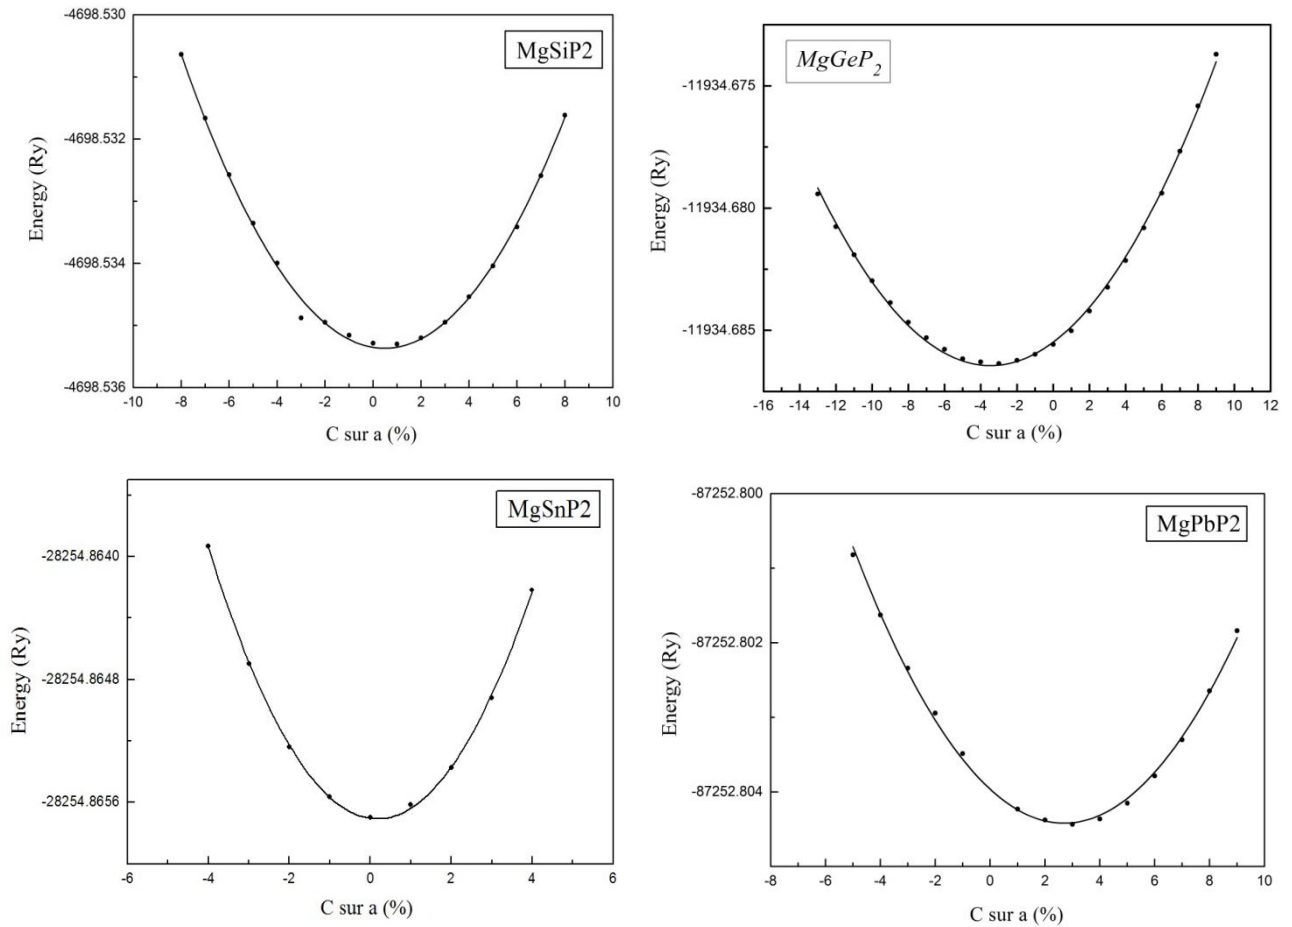 MgSiP2
Energy (Ry)
-4698.530
-4698.532
-4698.534
-4698.536
-10 -8 -6 -4 -2 0 2 4 6 8 10
C sur a (%)
MgGeP2
Energy (Ry)
-11934.675
-11934.680
-11934.685
-16 -14 -12 -10 -8 -6 -4 -2 0 2 4 6 8 10 12
C sur a (%)
MgSnP2
Energy (Ry)
-28254.8640
-28254.8648
-28254.8656
-6 -4 -2 0 2 4 6
C sur a (%)
MgPbP2
Energy (Ry)
-87252.800
-87252.802
-87252.804
-8 -6 -4 -2 0 2 4 6 8 10
C sur a (%)